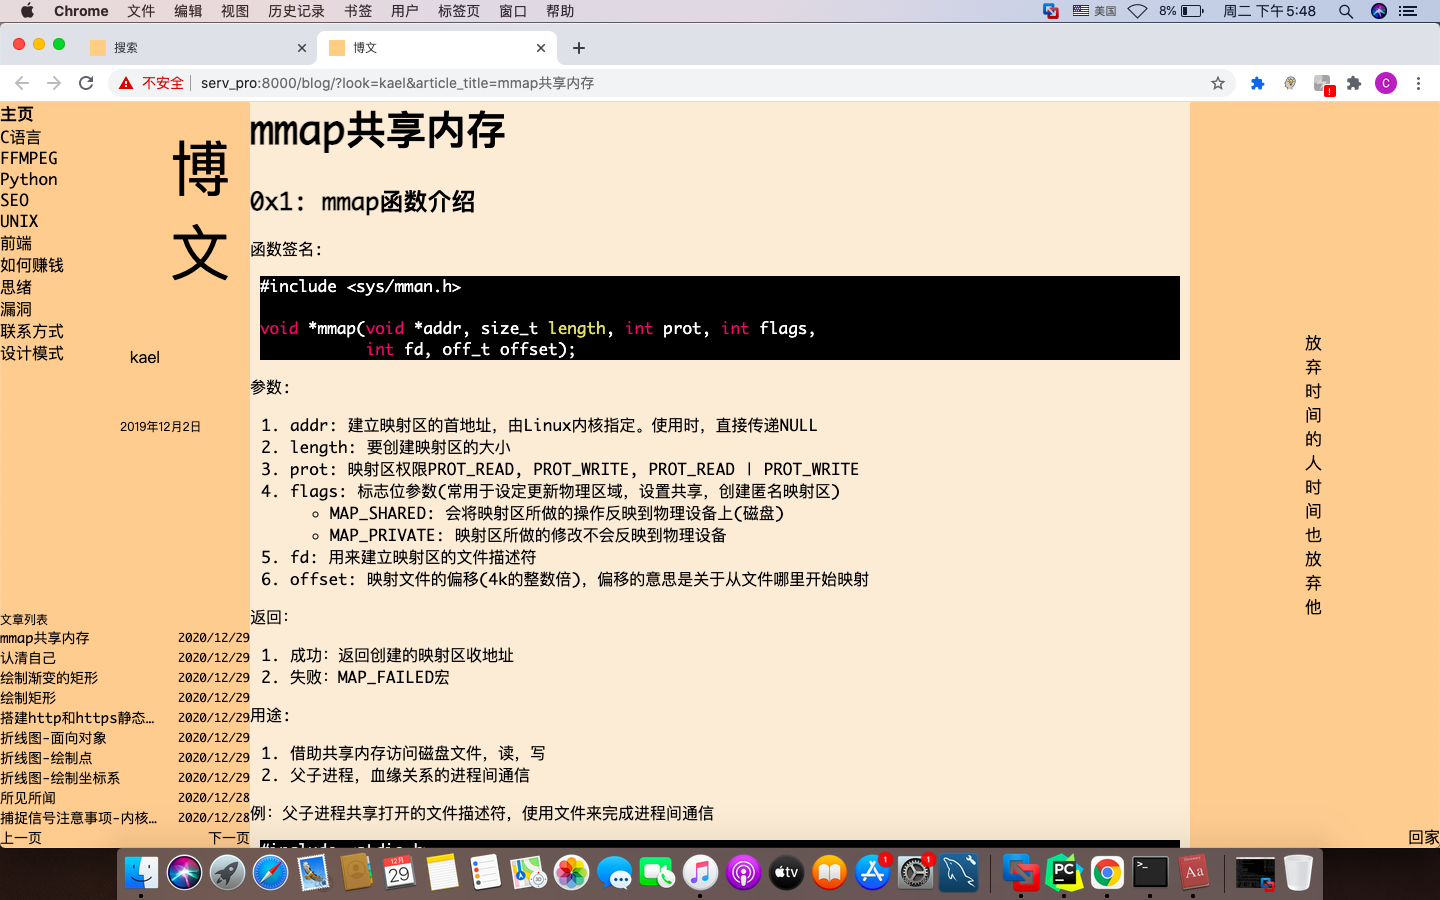 Chrome 文件 编辑 视图 历史记录 书签 用户 标签页 窗口 帮助 美国 8% 周二 下午5:48
搜索
博文
不安全 serv_pro:8000/blog/?look=kael&article_title=mmap共享内存
C
主页
C语言
FFMPEG
Python
SEO
UNIX
前端
如何赚钱
思绪
漏洞
联系方式
设计模式
博
文
kael
2019年12月2日
文章列表
mmap共享内存 2020/12/29
认清自己 2020/12/29
绘制渐变的矩形 2020/12/29
绘制矩形 2020/12/29
搭建http和https静态... 2020/12/29
折线图-面向对象 2020/12/29
折线图-绘制点 2020/12/29
折线图-绘制坐标系 2020/12/29
所见所闻 2020/12/28
捕捉信号注意事项-内核... 2020/12/28
上一页 下一页
mmap共享内存
0x1: mmap函数介绍
函数签名:
#include <sys/mman.h>
void *mmap(void *addr, size_t length, int prot, int flags,
int fd, off_t offset);
参数:
1. addr: 建立映射区的首地址，由Linux内核指定。使用时，直接传递NULL
2. length: 要创建映射区的大小
3. prot: 映射区权限PROT_READ, PROT_WRITE, PROT_READ | PROT_WRITE
4. flags: 标志位参数(常用于设定更新物理区域，设置共享，创建匿名映射区)
◦ MAP_SHARED: 会将映射区所做的操作反映到物理设备上(磁盘)
◦ MAP_PRIVATE: 映射区所做的修改不会反映到物理设备
5. fd: 用来建立映射区的文件描述符
6. offset: 映射文件的偏移(4k的整数倍)，偏移的意思是关于从文件哪里开始映射
返回:
1. 成功: 返回创建的映射区收地址
2. 失败: MAP_FAILED宏
用途:
1. 借助共享内存访问磁盘文件，读，写
2. 父子进程，血缘关系的进程间通信
例: 父子进程共享打开的文件描述符，使用文件来完成进程间通信
#include <stdio.h>
放
弃
时
间
的
人
时
间
也
放
弃
他
回家
12月
29
tv
1
1
PC
Aa